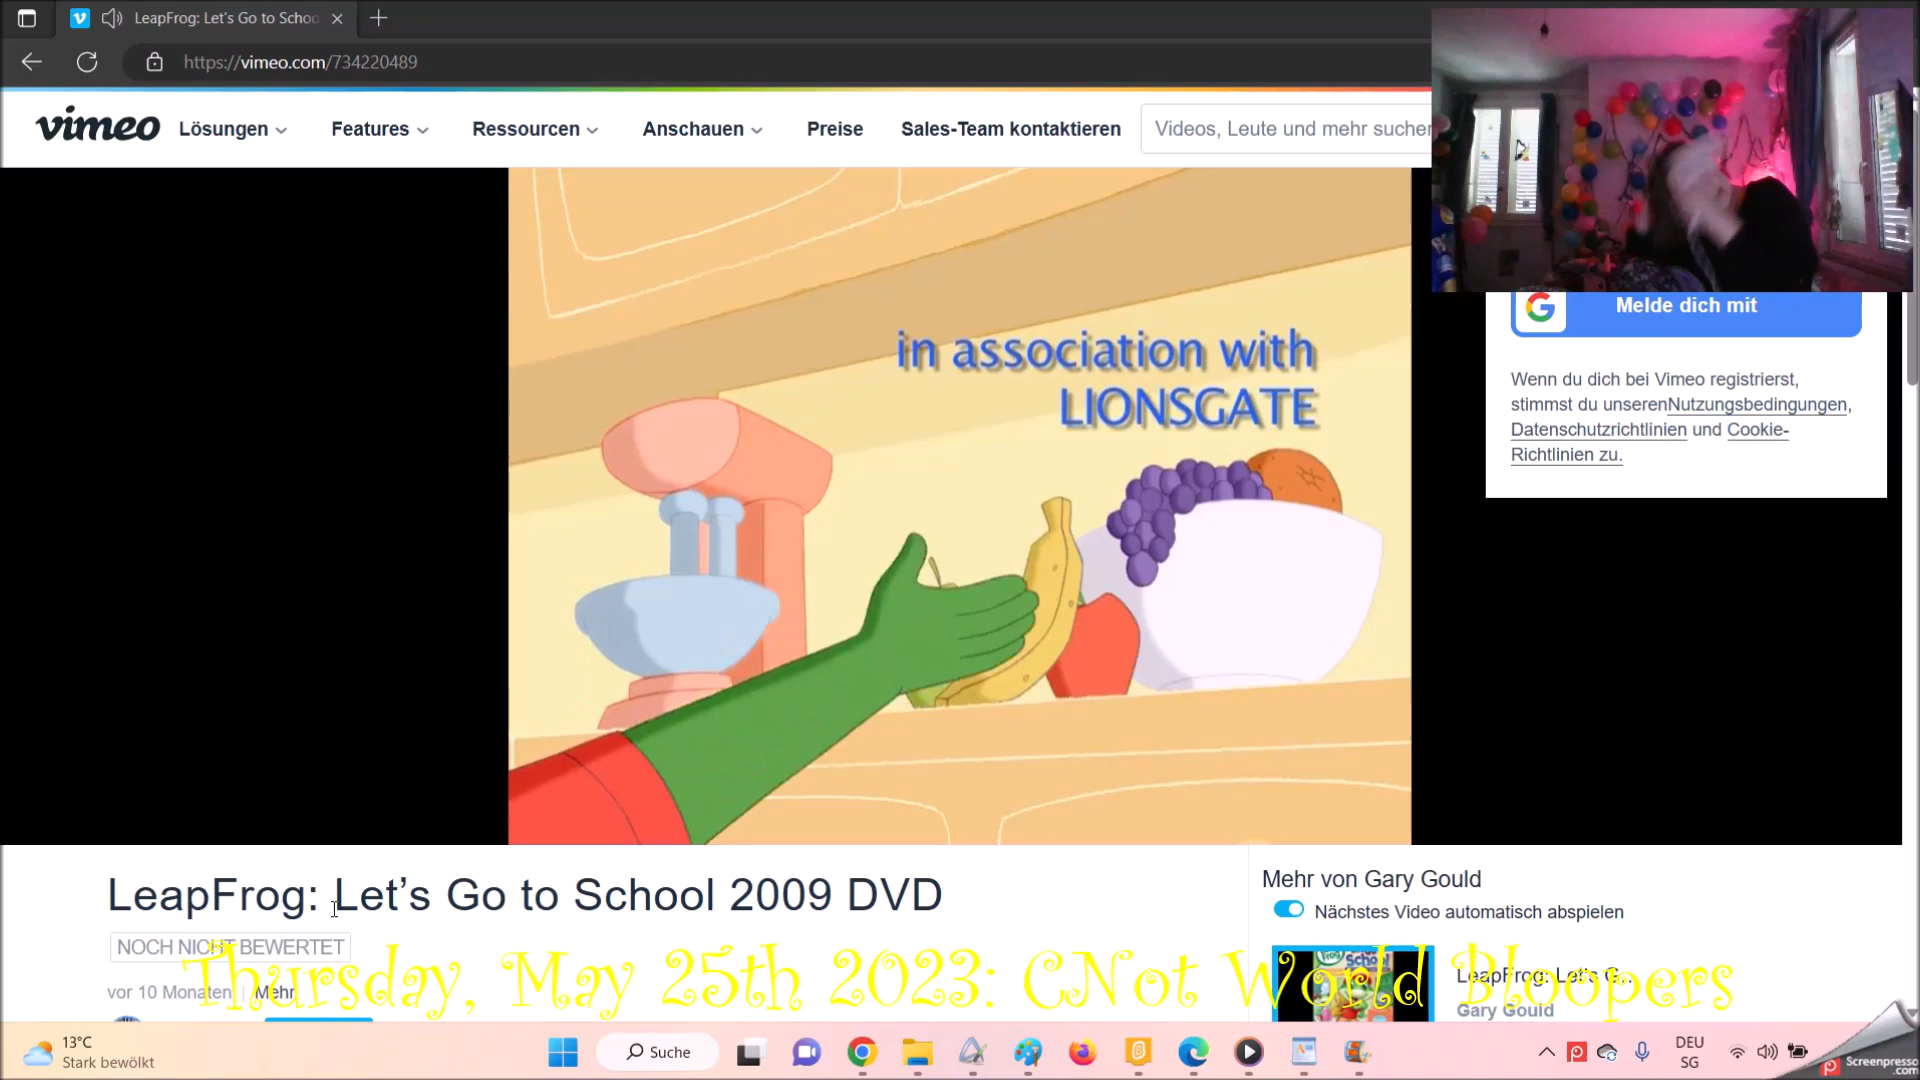 LeapFrog: Let's Go to Schoo
https://vimeo.com/734220489
vimeo
Lösungen
Features
Ressourcen
Anschauen
Preise
Sales-Team kontaktieren
Videos, Leute und mehr suchen
in association with
LIONSGATE
Melde dich mit
Wenn du dich bei Vimeo registrierst,
stimmst du unserenNutzungsbedingungen,
Datenschutzrichtlinien und Cookie-
Richtlinien zu.
LeapFrog: Let’s Go to School 2009 DVD
NOCH NICHT BEWERTET
vor 10 Monaten | Mehr
Mehr von Gary Gould
Nächstes Video automatisch abspielen
LeapFrog: Let's G...
Gary Gould
Thursday, May 25th 2023: CNot World Bloopers
13°C
Stark bewölkt
Suche
DEU
SG
Screenpresso
.com